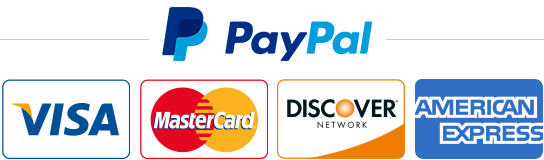 PayPal
VISA
MasterCard
DISCOVER
NETWORK
AMERICAN
EXPRESS